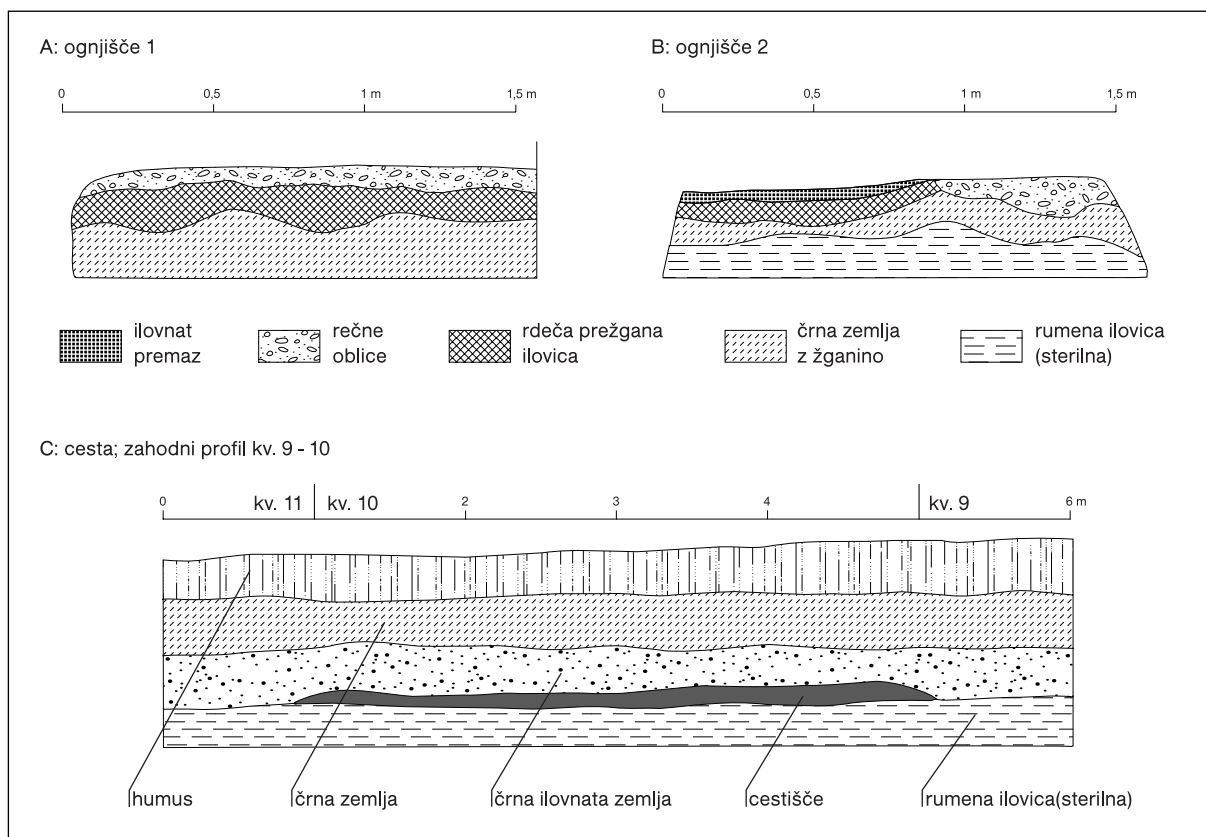 A: ognjišče 1
0 0,5 1 m 1,5 m
B: ognjišče 2
0 0,5 1 m 1,5 m
ilovnat
premaz
rečne
oblice
rdeča prežgana
ilovica
črna zemlja
z žganino
rumena ilovica
(sterilna)
C: cesta; zahodni profil kv. 9 - 10
0 kv. 11 kv. 10 2 3 4 kv. 9 6 m
humus
črna zemlja
črna ilovnata zemlja
cestišče
rumena ilovica(sterilna)